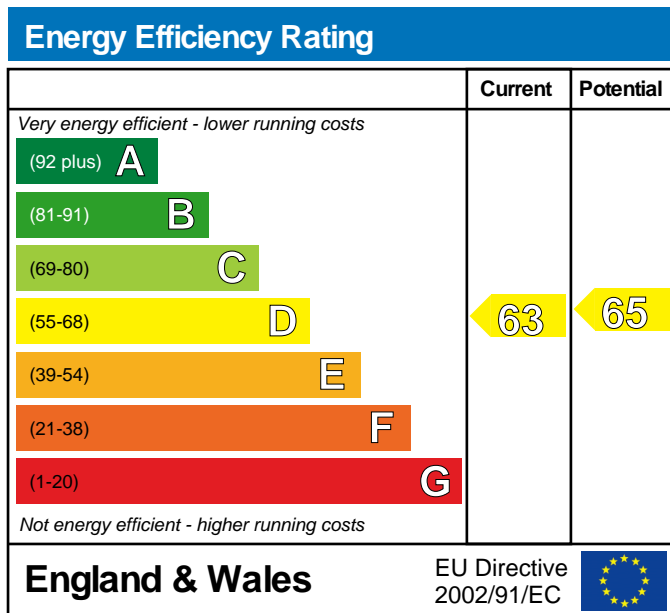 Energy Efficiency Rating
Current Potential
Very energy efficient - lower running costs
(92 plus) A
(81-91) B
(69-80) C
(55-68) D 63 65
(39-54) E
(21-38) F
(1-20) G
Not energy efficient - higher running costs
England & Wales
EU Directive
2002/91/EC